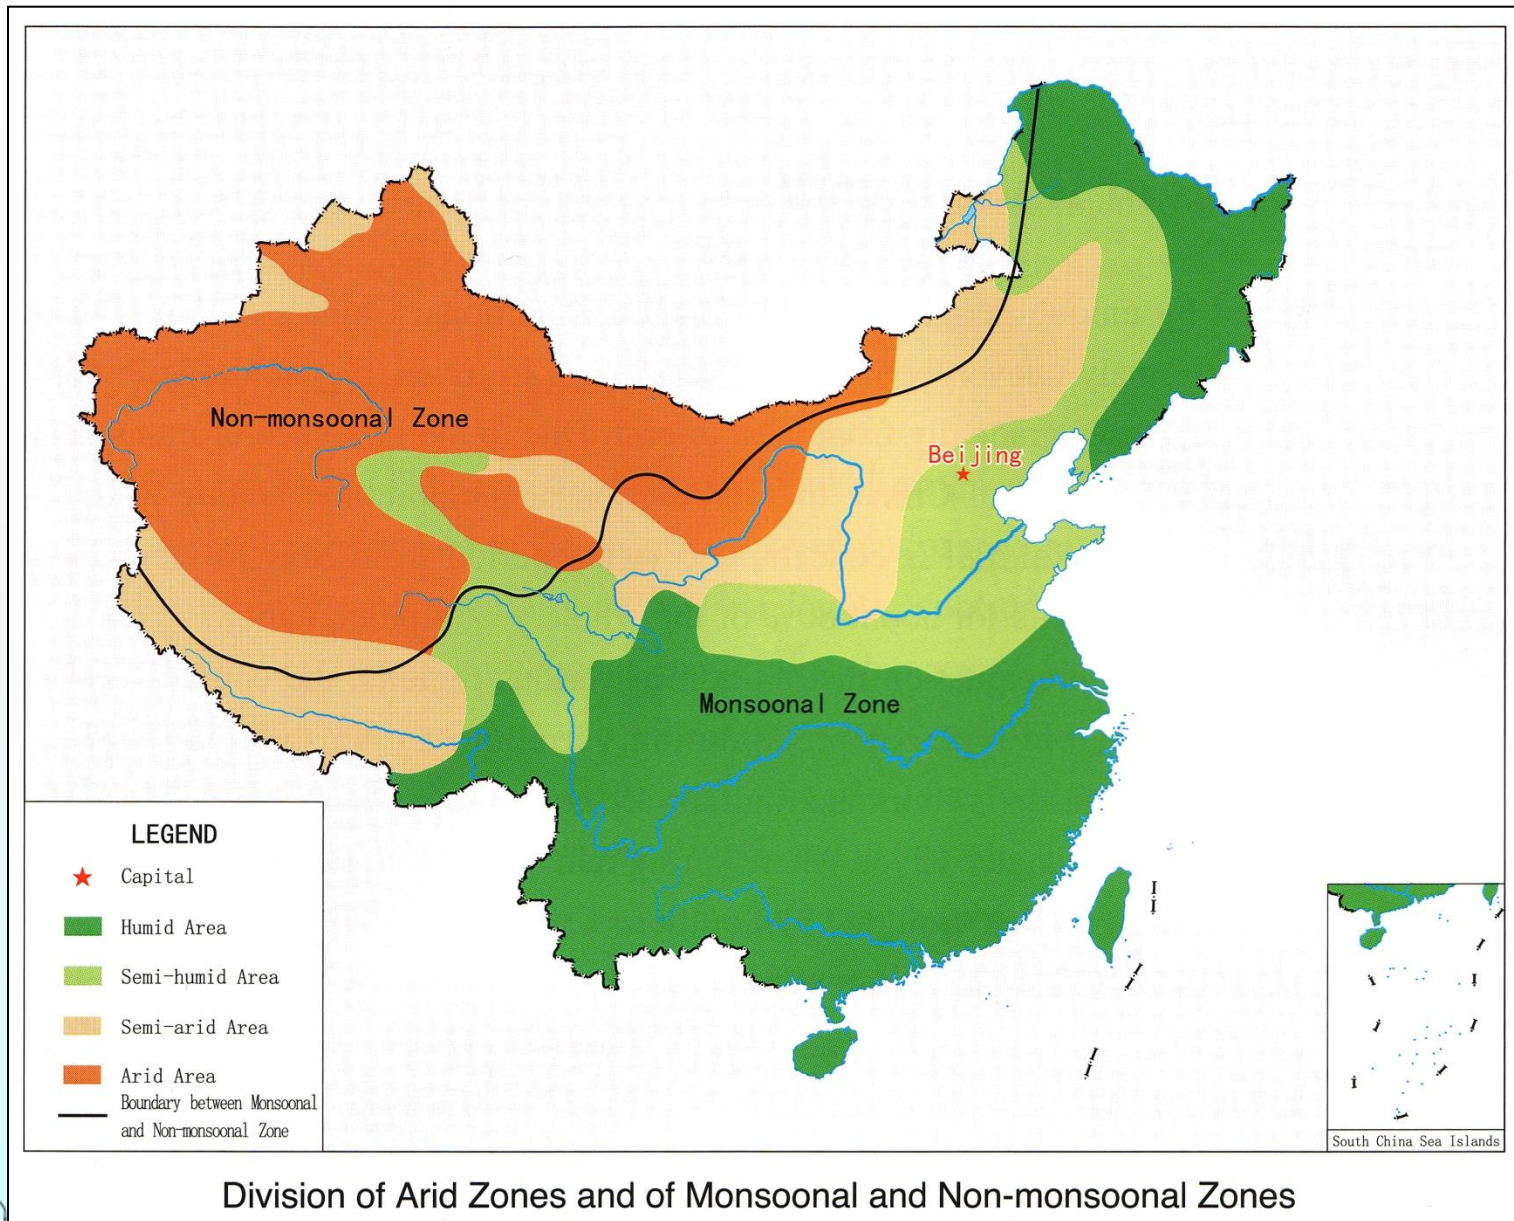 Non-monsoonal Zone
Beijing
Monsoonal Zone
LEGEND
Capital
Humid Area
Semi-humid Area
Semi-arid Area
Arid Area
Boundary between Monsoonal
and Non-monsoonal Zone
South China Sea Islands
Division of Arid Zones and of Monsoonal and Non-monsoonal Zones